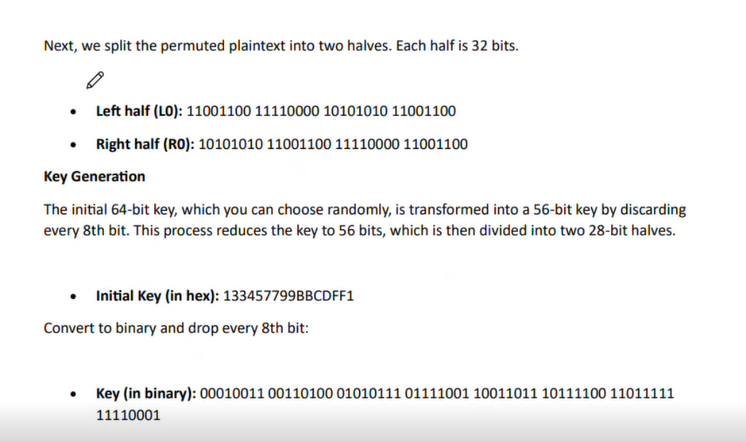 Next, we split the permuted plaintext into two halves. Each half is 32 bits.
• Left half (L0): 11001100 11110000 10101010 11001100
• Right half (R0): 10101010 11001100 11110000 11001100
Key Generation
The initial 64-bit key, which you can choose randomly, is transformed into a 56-bit key by discarding
every 8th bit. This process reduces the key to 56 bits, which is then divided into two 28-bit halves.
• Initial Key (in hex): 133457799BBCDFF1
Convert to binary and drop every 8th bit:
• Key (in binary): 00010011 00110100 01010111 01111001 10011011 10111100 11011111
11110001